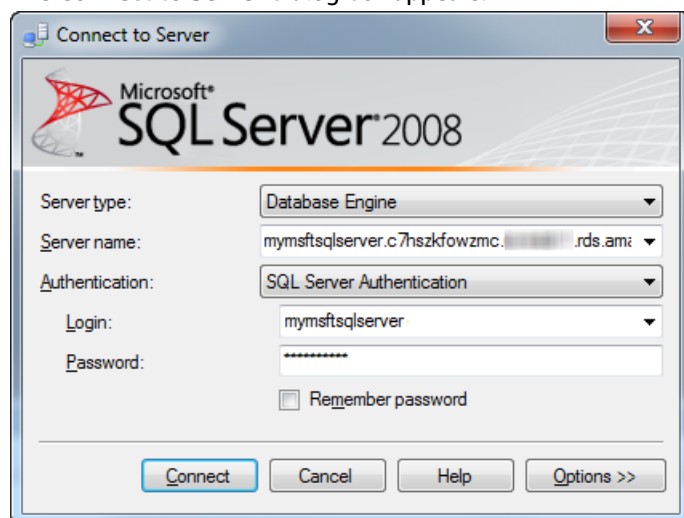 Connect to Server
Microsoft®
SQL Server® 2008
Server type: Database Engine
Server name: mymsftsqlserver.c7hszkfowzmc. .rds.ama
Authentication: SQL Server Authentication
Login: mymsftsqlserver
Password: **********
Remember password
Connect Cancel Help Options >>